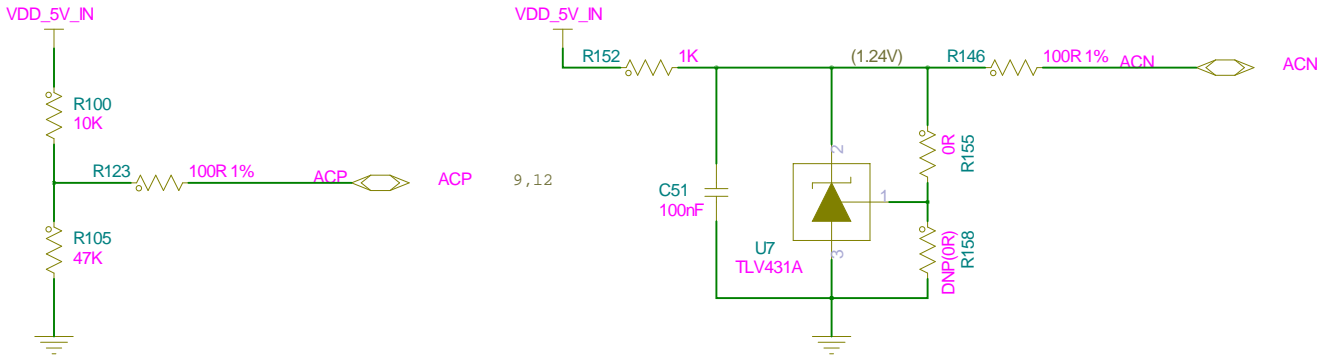 VDD_5V_IN
VDD_5V_IN
R152
1K
(1.24V)
R146
100R 1%
ACN
ACN
R100
10K
R123
100R 1%
ACP
ACP
9,12
R105
47K
C51
100nF
U7
TLV431A
2
1
3
0R
R155
DNP(0R)
R158